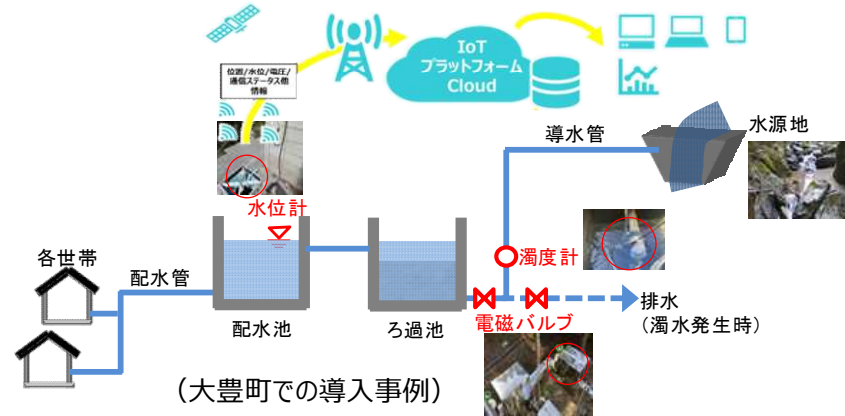 位置/水位/電圧/
通信ステータス他
情報
IoT
プラットフォーム
Cloud
導水管
水源地
水位計
各世帯
配水管
濁度計
配水池
ろ過池
電磁バルブ
排水
（濁水発生時）
（大豊町での導入事例）